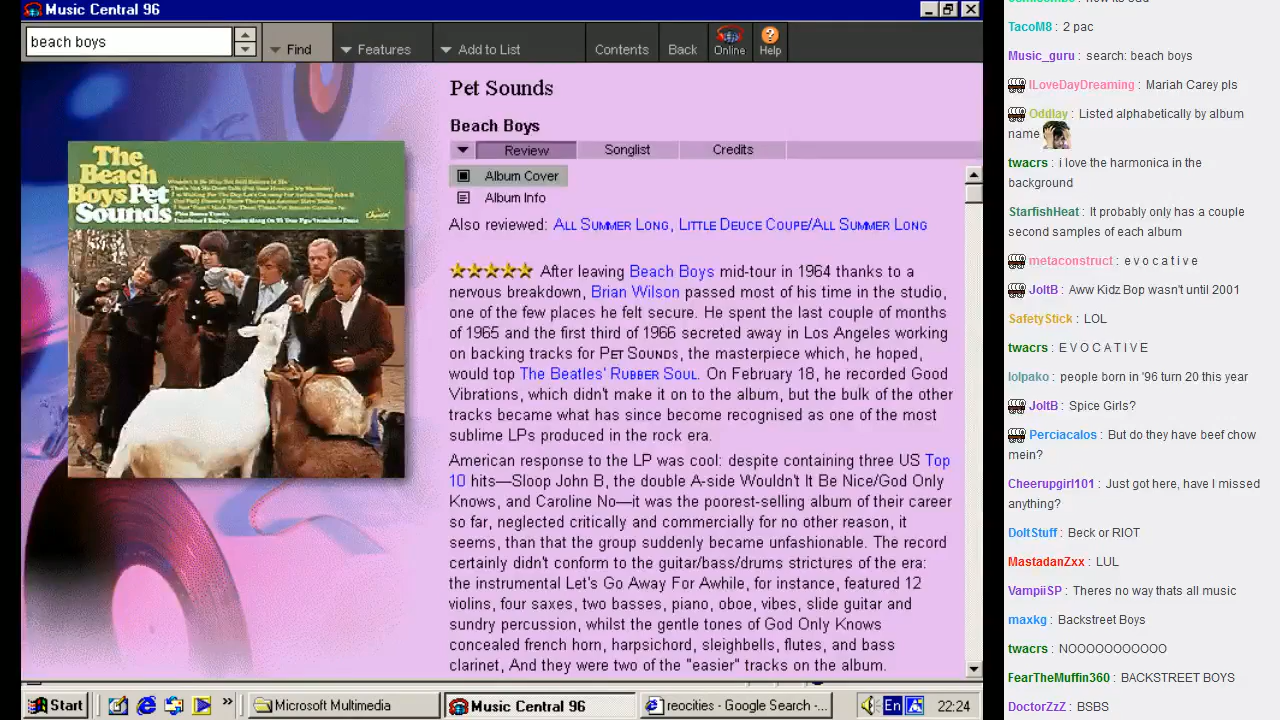 Music Central 96
beach boys
Find
Features
Add to List
Contents
Back
Online
Help
Pet Sounds
Beach Boys
Review
Songlist
Credits
Album Cover
Album Info
Also reviewed: ALL SUMMER LONG, LITTLE DEUCE COUPE/ALL SUMMER LONG
After leaving Beach Boys mid-tour in 1964 thanks to a
nervous breakdown, Brian Wilson passed most of his time in the studio,
one of the few places he felt secure. He spent the last couple of months
of 1965 and the first third of 1966 secreted away in Los Angeles working
on backing tracks for PET SOUNDS, the masterpiece which, he hoped,
would top The Beatles' RUBBER SOUL. On February 18, he recorded Good
Vibrations, which didn't make it on to the album, but the bulk of the other
tracks became what has since become recognised as one of the most
sublime LPs produced in the rock era.
American response to the LP was cool: despite containing three US Top
10 hits—Sloop John B, the double A-side Wouldn't It Be Nice/God Only
Knows, and Caroline No—it was the poorest-selling album of their career
so far, neglected critically and commercially for no other reason, it
seems, than that the group suddenly became unfashionable. The record
certainly didn't conform to the guitar/bass/drums strictures of the era:
the instrumental Let's Go Away For Awhile, for instance, featured 12
violins, four saxes, two basses, piano, oboe, vibes, slide guitar and
sundry percussion, whilst the gentle tones of God Only Knows
concealed french horn, harpsichord, sleighbells, flutes, and bass
clarinet, And they were two of the "easier" tracks on the album.
The
Beach
Boys Pet
Sounds
Start
Microsoft Multimedia
Music Central 96
reocities - Google Search -...
En
22:24
TacoM8 : 2 pac
Music_guru : search: beach boys
ILoveDayDreaming : Mariah Carey pls
Oddlay : Listed alphabetically by album
name
twacrs : i love the harmonica in the
background
StarfishHeat : It probably only has a couple
second samples of each album
metaconstruct : e v o c a t i v e
JoltB : Aww Kidz Bop wasn't until 2001
SafetyStick : LOL
twacrs : E V O C A T I V E
lolpako : people born in '96 turn 20 this year
JoltB : Spice Girls?
Perciacalos : But do they have beef chow
mein?
Cheerupgirl101 : Just got here, have I missed
anything?
DoItStuff : Beck or RIOT
MastadanZxx : LUL
VampiiSP : Theres no way thats all music
maxkg : Backstreet Boys
twacrs : NOOOOOOOOOO
FearTheMuffin360 : BACKSTREET BOYS
DoctorZzZ : BSBS